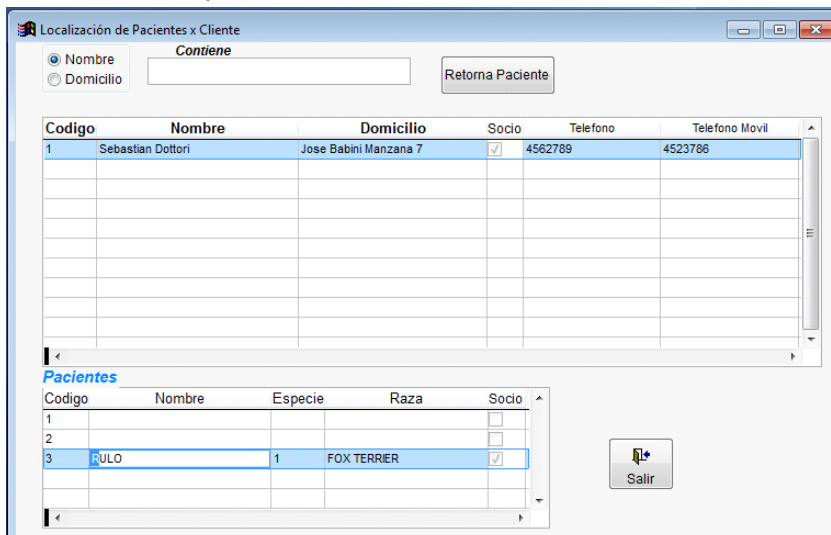 Localización de Pacientes x Cliente
Nombre
Contiene
Domicilio
Retorna Paciente
Codigo Nombre Domicilio Socio Telefono Telefono Movil
1 Sebastian Dottori Jose Babini Manzana 7 4562789 4523786
Pacientes
Codigo Nombre Especie Raza Socio
1
2
3 RULO 1 FOX TERRIER
Salir